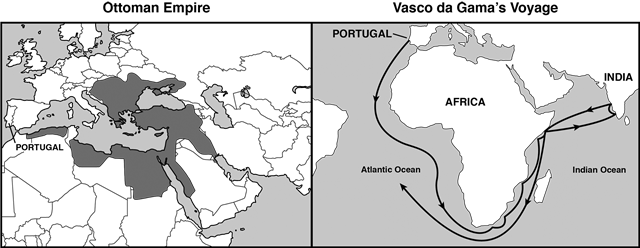 Ottoman Empire
Vasco da Gama's Voyage
PORTUGAL
PORTUGAL
INDIA
AFRICA
Atlantic Ocean
Indian Ocean